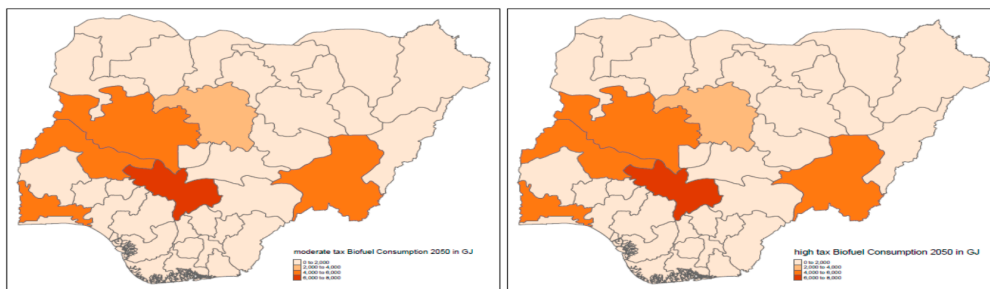 moderate tax Biofuel Consumption 2050 in GJ
0 to 2,000
2,000 to 4,000
4,000 to 6,000
6,000 to 8,000
high tax Biofuel Consumption 2050 in GJ
0 to 2,000
2,000 to 4,000
4,000 to 6,000
6,000 to 8,000